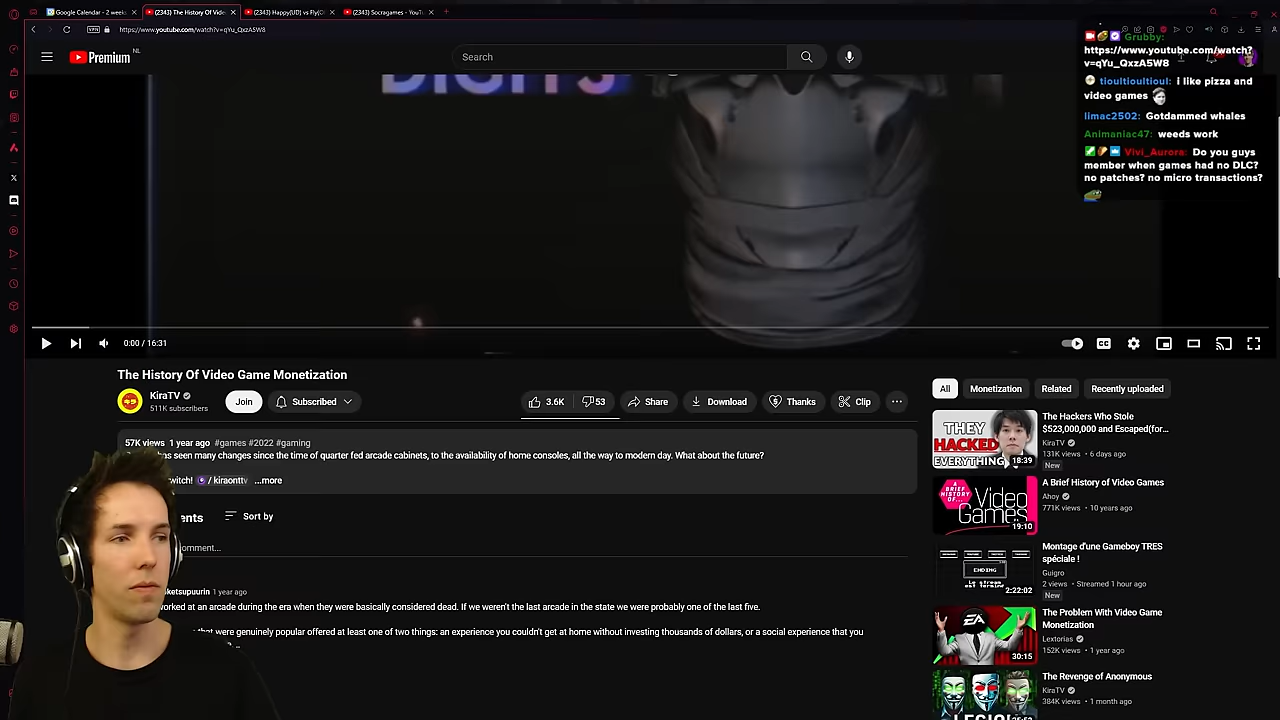 Google Calendar - 2 week
(2343) The History Of Vide
(2343) Happy(UD) vs Fly(O
(2343) Socragames - YouTu
VPN
https://www.youtube.com/watch?v=qYu_QxzA5W8
Premium
NL
Search
Grubby:
https://www.youtube.com/watch?
v=qYu_QxzA5W8
tioultioultioul: i like pizza and
video games
limac2502: Gotdammed whales
Animaniac47: weeds work
Vivi_Aurora: Do you guys
member when games had no DLC?
no patches? no micro transactions?
0:00 / 16:31
CC
The History Of Video Game Monetization
KiraTV
511K subscribers
Join
Subscribed
3.6K
53
Share
Download
Thanks
Clip
57K views 1 year ago #games #2022 #gaming
has seen many changes since the time of quarter fed arcade cabinets, to the availability of home consoles, all the way to modern day. What about the future?
witch! / kiraonttv ...more
ents
Sort by
omment...
ketsupuurin 1 year ago
orked at an arcade during the era when they were basically considered dead. If we weren't the last arcade in the state we were probably one of the last five.
that were genuinely popular offered at least one of two things: an experience you couldn't get at home without investing thousands of dollars, or a social experience that you
All
Monetization
Related
Recently uploaded
THEY
HACKED
EVERYTHING
18:39
The Hackers Who Stole
$523,000,000 and Escaped(for...
KiraTV
131K views • 6 days ago
New
A BRIEF
HISTORY
OF...
Video
Games
19:10
A Brief History of Video Games
Ahoy
771K views • 10 years ago
ENDING
2:22:02
Montage d'une Gameboy TRES
spéciale !
Guigro
2 views • Streamed 1 hour ago
New
EA
30:15
The Problem With Video Game
Monetization
Lextorias
152K views • 1 year ago
The Revenge of Anonymous
KiraTV
384K views • 1 month ago